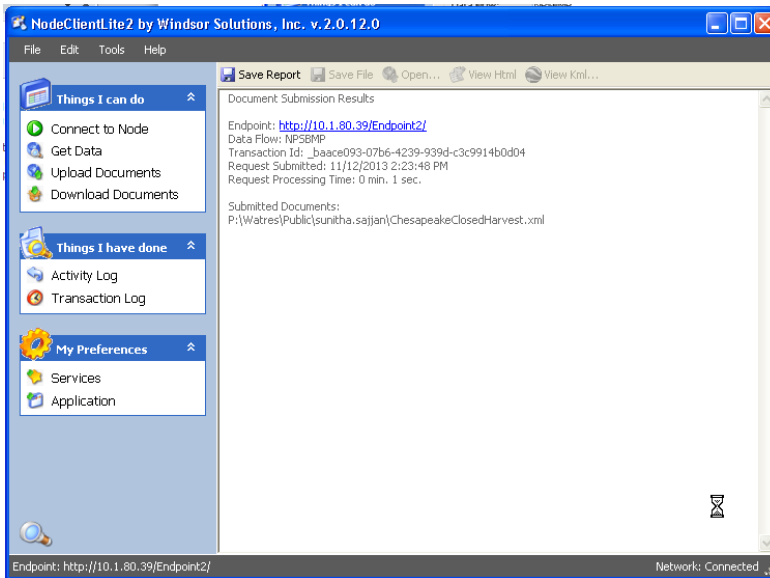 NodeClientLite2 by Windsor Solutions, Inc. v.2.0.12.0
File Edit Tools Help
Save Report Save File Open... View Html View Kml...
Things I can do
Connect to Node
Get Data
Upload Documents
Download Documents
Things I have done
Activity Log
Transaction Log
My Preferences
Services
Application
Document Submission Results
Endpoint: http://10.1.80.39/Endpoint2/
Data Flow: NPSBMP
Transaction Id: _baace093-07b6-4239-939d-c3c9914b0d04
Request Submitted: 11/12/2013 2:23:48 PM
Request Processing Time: 0 min. 1 sec.
Submitted Documents:
P:\Watres\Public\sunitha.sajjan\ChesapeakeClosedHarvest.xml
Endpoint: http://10.1.80.39/Endpoint2/ Network: Connected